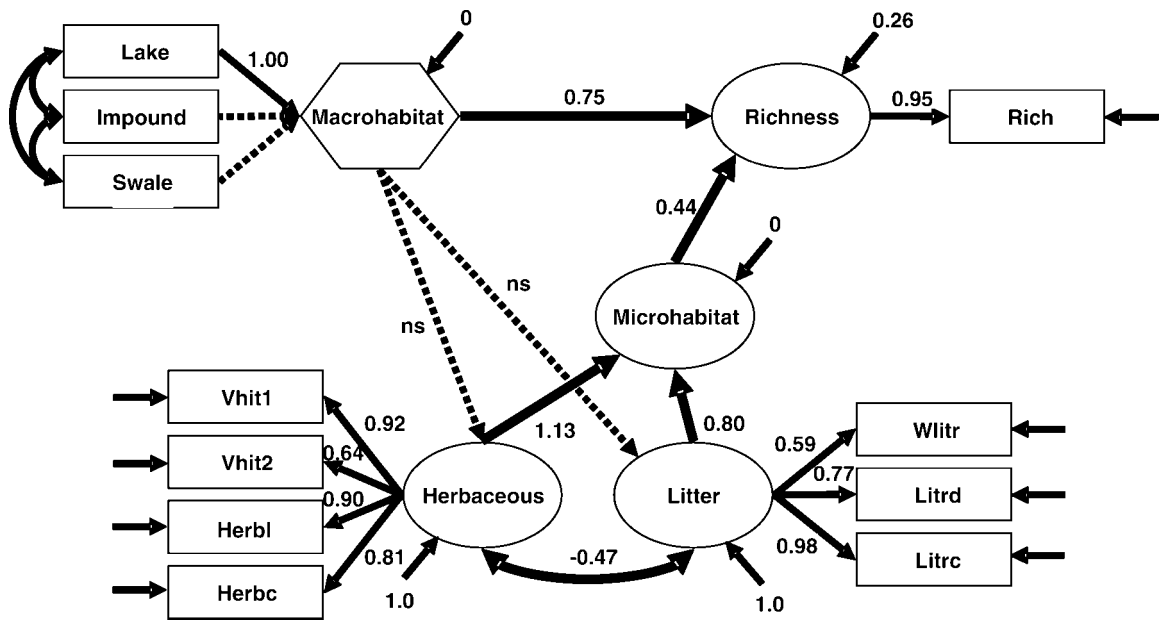 0
0.26
Lake
1.00
Impound
Macrohabitat
0.75
Richness
0.95
Rich
Swale
0.44
0
ns
ns
Microhabitat
Vhit1
0.92
1.13
0.80
Wlitr
0.59
Vhit2
0.64
0.77
Herbaceous
Litter
Litrd
0.90
Herbl
0.98
Litrc
0.81
-0.47
Herbc
1.0
1.0